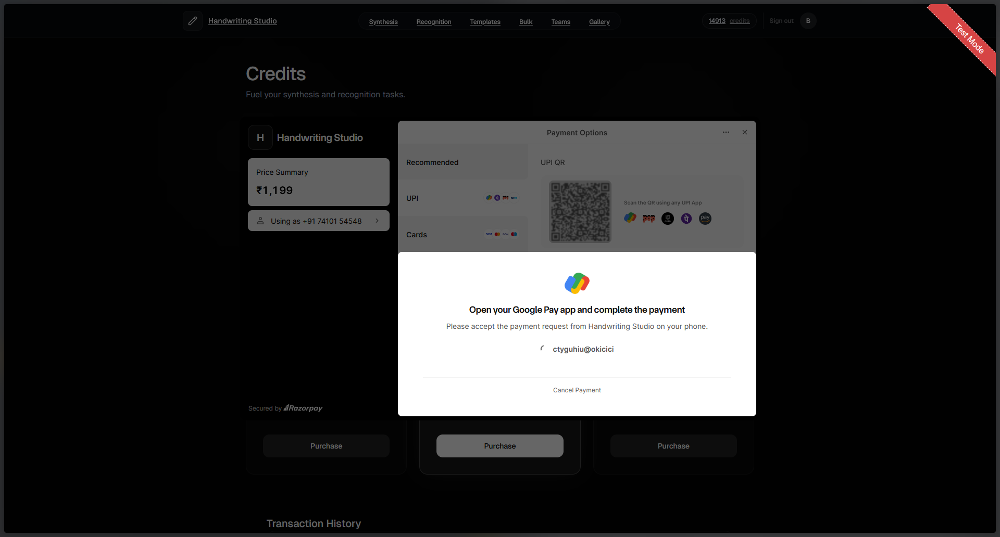 Handwriting Studio
Synthesis Recognition Templates Bulk Teams Gallery
14913 credits
Sign out
B
Test Mode
Credits
Fuel your synthesis and recognition tasks.
H
Handwriting Studio
Price Summary
₹1,199
Using as +91 74101 54548
Secured by Razorpay
Payment Options
Recommended
UPI
Cards
UPI QR
Scan the QR using any UPI App
Open your Google Pay app and complete the payment
Please accept the payment request from Handwriting Studio on your phone.
ctyguhiu@okicici
Cancel Payment
Purchase
Purchase
Purchase
Transaction History